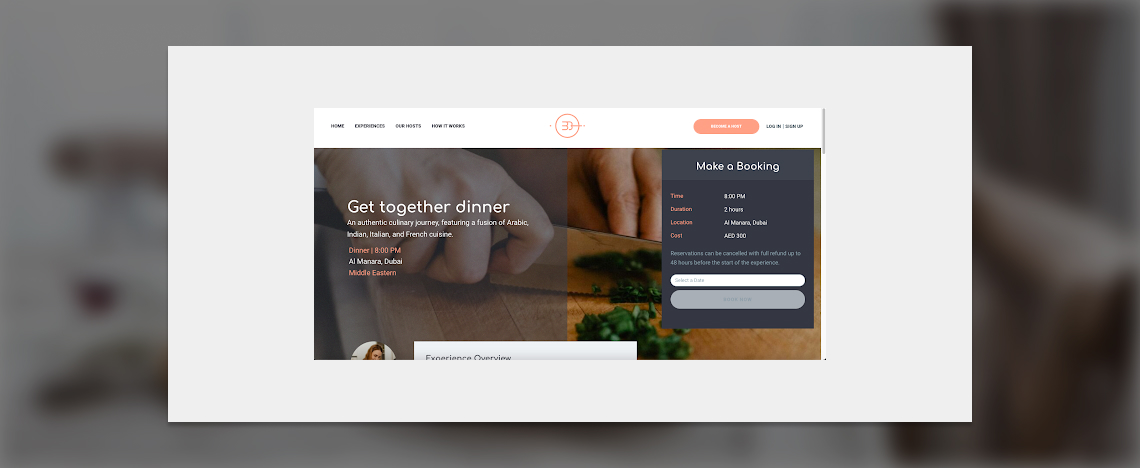 HOME EXPERIENCES OUR HOSTS HOW IT WORKS
BECOME A HOST
LOG IN | SIGN UP
Get together dinner
An authentic culinary journey, featuring a fusion of Arabic,
Indian, Italian, and French cuisine.
Dinner | 8:00 PM
Al Manara, Dubai
Middle Eastern
Make a Booking
Time 8:00 PM
Duration 2 hours
Location Al Manara, Dubai
Cost AED 300
Reservations can be cancelled with full refund up to
48 hours before the start of the experience.
Select a Date
BOOK NOW
Experience Overview